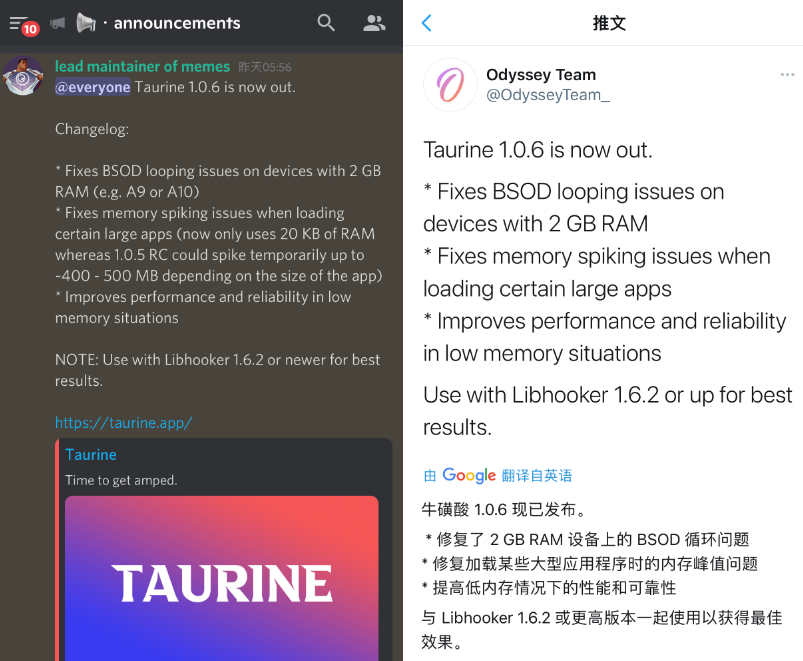 10
· announcements
lead maintainer of memes 昨天05:56
@everyone Taurine 1.0.6 is now out.
Changelog:
* Fixes BSOD looping issues on devices with 2 GB
RAM (e.g. A9 or A10)
* Fixes memory spiking issues when loading
certain large apps (now only uses 20 KB of RAM
whereas 1.0.5 RC could spike temporarily up to
~400 - 500 MB depending on the size of the app)
* Improves performance and reliability in low
memory situations
NOTE: Use with Libhooker 1.6.2 or newer for best
results.
https://taurine.app/
Taurine
Time to get amped.
TAURINE
推文
Odyssey Team
@OdysseyTeam_
Taurine 1.0.6 is now out.
* Fixes BSOD looping issues on
devices with 2 GB RAM
* Fixes memory spiking issues when
loading certain large apps
* Improves performance and reliability
in low memory situations
Use with Libhooker 1.6.2 or up for best
results.
由 Google 翻译自英语
牛磺酸 1.0.6 现已发布。
* 修复了 2 GB RAM 设备上的 BSOD 循环问题
* 修复加载某些大型应用程序时的内存峰值问题
* 提高低内存情况下的性能和可靠性
与 Libhooker 1.6.2 或更高版本一起使用以获得最佳
效果。